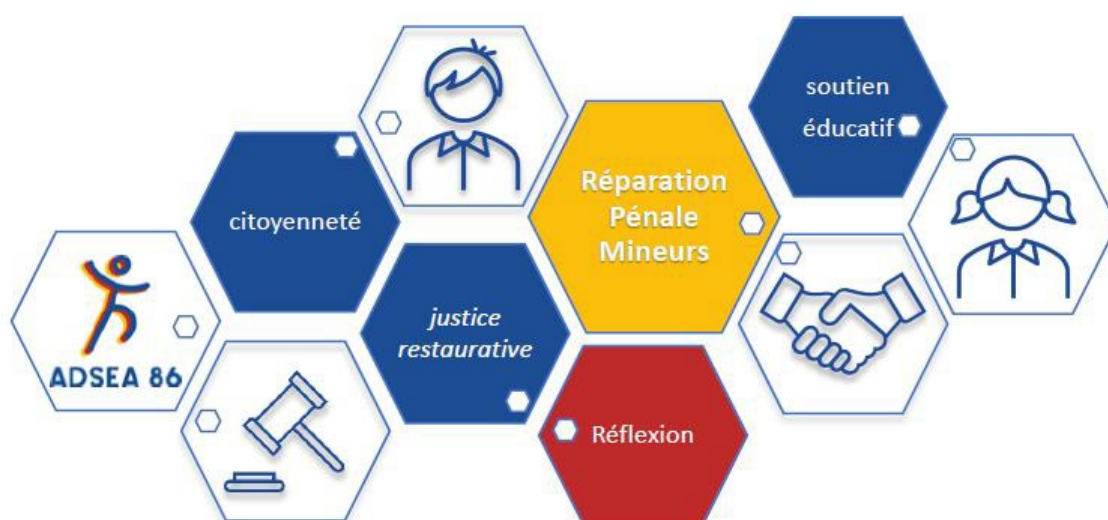 soutien
éducatif
Réparation
Pénale
Mineurs
citoyenneté
justice
restaurative
ADSEA 86
Réflexion